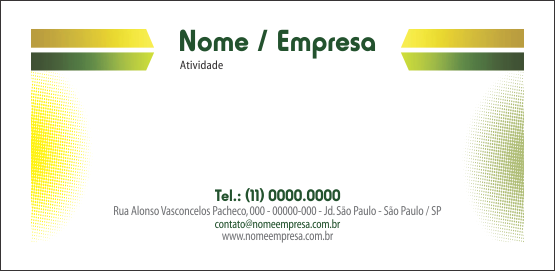 Nome / Empresa
Atividade
Tel.: (11) 0000.0000
Rua Alonso Vasconcelos Pacheco, 000 - 00000-000 - Jd. São Paulo - São Paulo / SP
contato@nomeempresa.com.br
www.nomeempresa.com.br